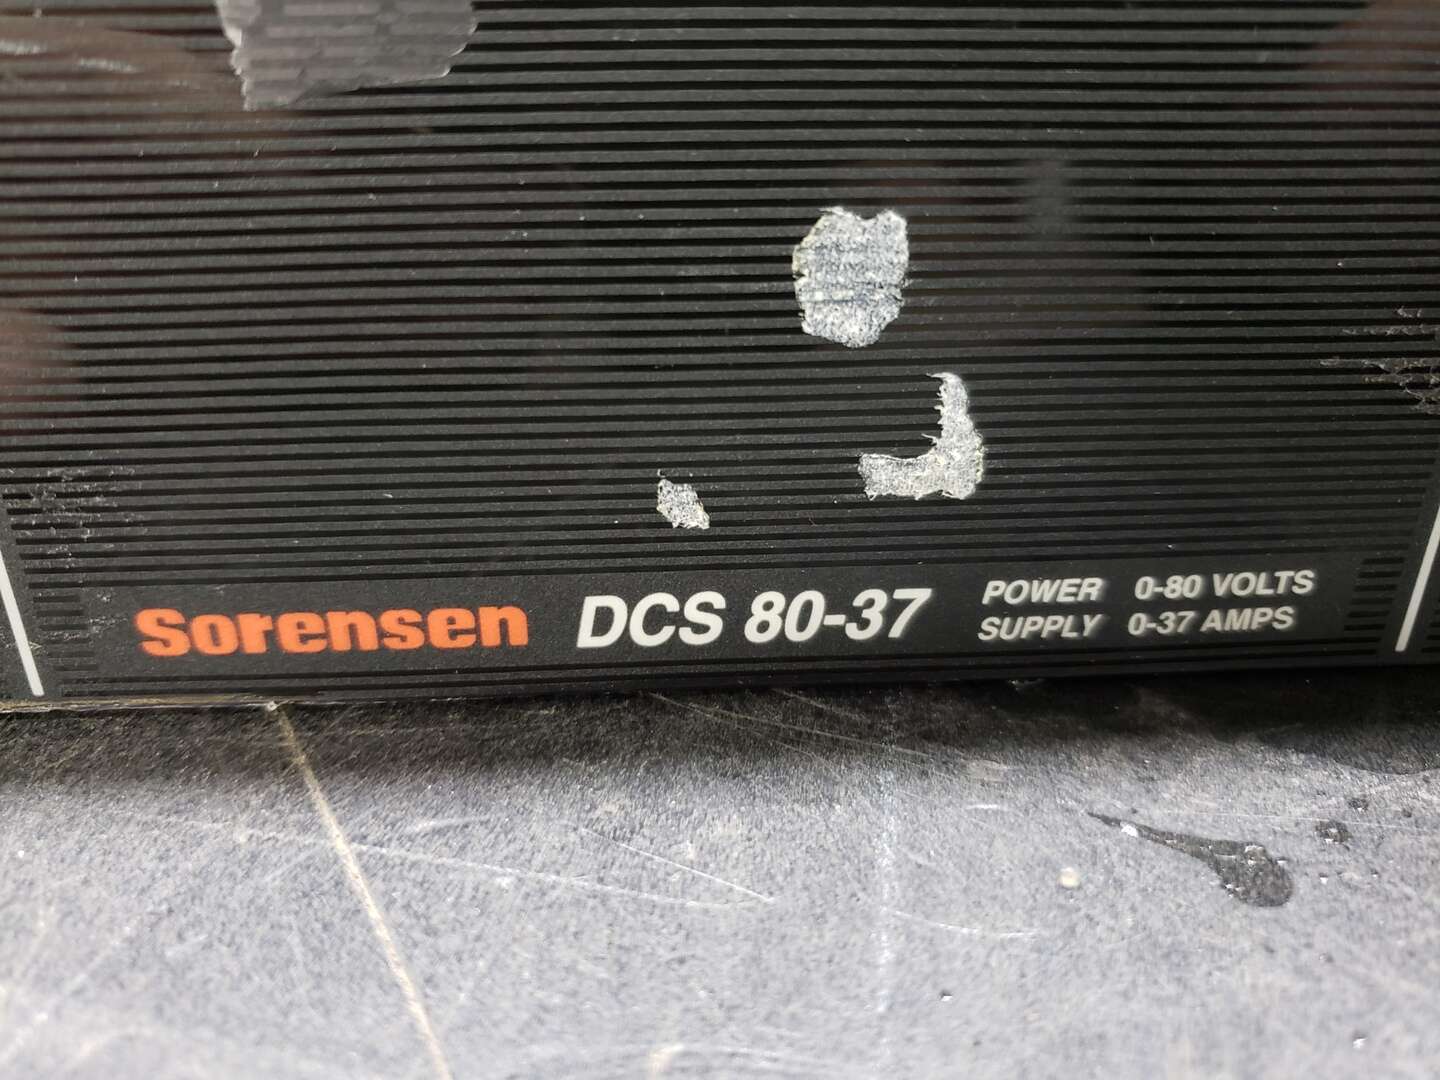 Sorensen DCS 80-37 POWER 0-80 VOLTS
SUPPLY 0-37 AMPS